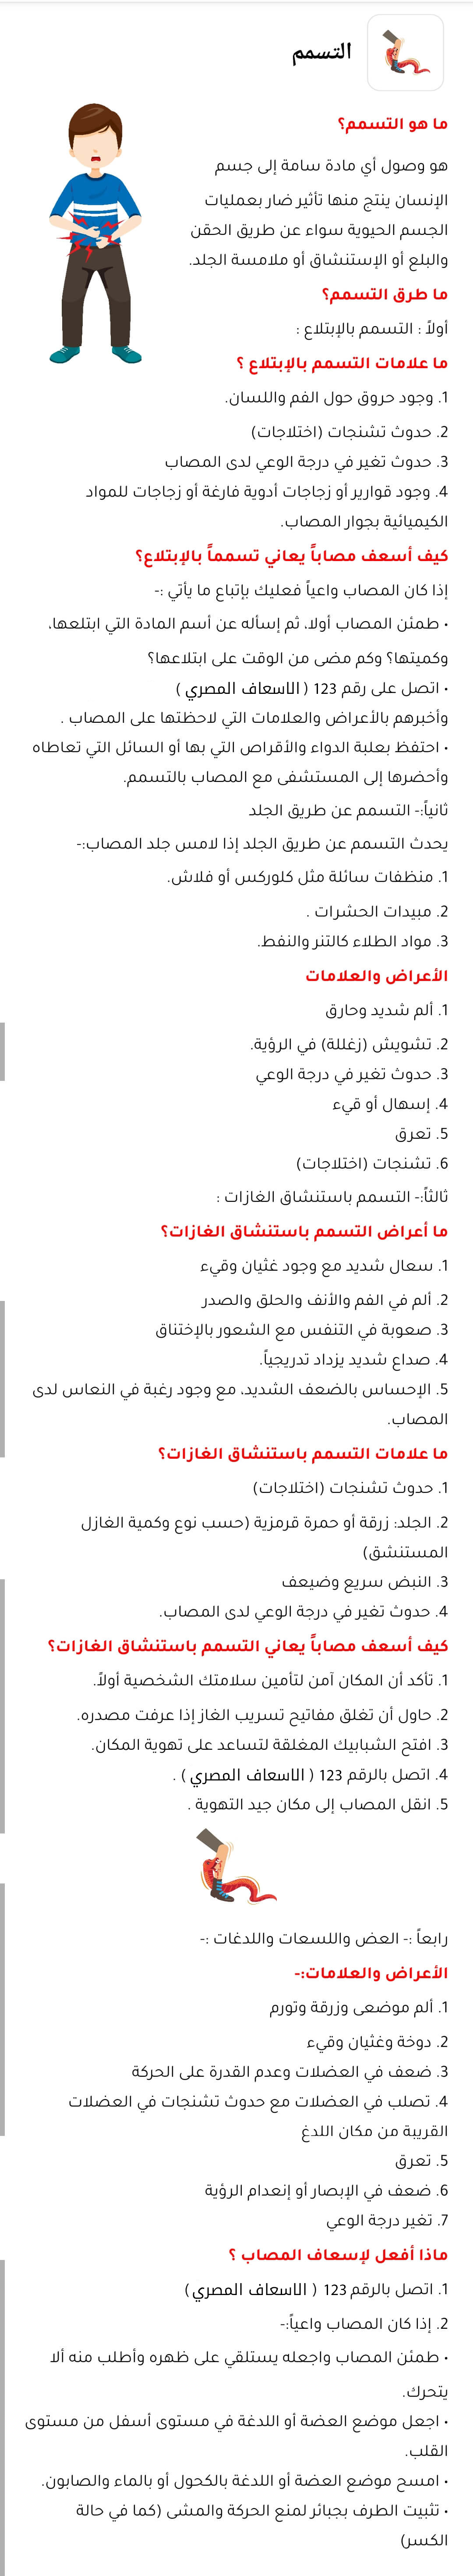 التسمم
ما هو التسمم؟
هو وصول أي مادة سامة إلى جسم
الإنسان ينتج منها تأثير ضار بعمليات
الجسم الحيوية سواء عن طريق الحقن
والبلع أو الإستنشاق أو ملامسة الجلد.
ما طرق التسمم؟
أولاً : التسمم بالإبتلاع :
ما علامات التسمم بالإبتلاع ؟
1. وجود حروق حول الفم واللسان.
2. حدوث تشنجات (اختلاجات)
3. حدوث تغير في درجة الوعي لدى المصاب
4. وجود قوارير أو زجاجات أدوية فارغة أو زجاجات للمواد
الكيميائية بجوار المصاب.
كيف أسعف مصاباً يعاني تسمماً بالإبتلاع؟
إذا كان المصاب واعياً فعليك بإتباع ما يأتي :-
• طمئن المصاب أولا، ثم إسأله عن أسم المادة التي ابتلعها،
وكميتها؟ وكم مضى من الوقت على ابتلاعها؟
• اتصل على رقم 123 ( الاسعاف المصري )
وأخبرهم بالأعراض والعلامات التي لاحظتها على المصاب .
• احتفظ بعلبة الدواء والأقراص التي بها أو السائل التي تعاطاه
وأحضرها إلى المستشفى مع المصاب بالتسمم.
ثانياً:- التسمم عن طريق الجلد
يحدث التسمم عن طريق الجلد إذا لامس جلد المصاب:-
1. منظفات سائلة مثل كلوركس أو فلاش.
2. مبيدات الحشرات .
3. مواد الطلاء كالتنر والنفط.
الأعراض والعلامات
1. ألم شديد وحارق
2. تشويش (زغللة) في الرؤية.
3. حدوث تغير في درجة الوعي
4. إسهال أو قيء
5. تعرق
6. تشنجات (اختلاجات)
ثالثاً:- التسمم باستنشاق الغازات :
ما أعراض التسمم باستنشاق الغازات؟
1. سعال شديد مع وجود غثيان وقيء
2. ألم في الفم والأنف والحلق والصدر
3. صعوبة في التنفس مع الشعور بالإختناق
4. صداع شديد يزداد تدريجياً.
5. الإحساس بالضعف الشديد، مع وجود رغبة في النعاس لدى
المصاب.
ما علامات التسمم باستنشاق الغازات؟
1. حدوث تشنجات (اختلاجات)
2. الجلد: زرقة أو حمرة قرمزية (حسب نوع وكمية الغازل
المستنشق)
3. النبض سريع وضيعف
4. حدوث تغير في درجة الوعي لدى المصاب.
كيف أسعف مصاباً يعاني التسمم باستنشاق الغازات؟
1. تأكد أن المكان آمن لتأمين سلامتك الشخصية أولاً.
2. حاول أن تغلق مفاتيح تسريب الغاز إذا عرفت مصدره.
3. افتح الشبابيك المغلقة لتساعد على تهوية المكان.
4. اتصل بالرقم 123 ( الاسعاف المصري ) .
5. انقل المصاب إلى مكان جيد التهوية .
رابعاً :- العض واللسعات واللدغات :-
الأعراض والعلامات:-
1. ألم موضعى وزرقة وتورم
2. دوخة وغثيان وقيء
3. ضعف في العضلات وعدم القدرة على الحركة
4. تصلب في العضلات مع حدوث تشنجات في العضلات
القريبة من مكان اللدغ
5. تعرق
6. ضعف في الإبصار أو إنعدام الرؤية
7. تغير درجة الوعي
ماذا أفعل لإسعاف المصاب ؟
1. اتصل بالرقم 123 ( الاسعاف المصري )
2. إذا كان المصاب واعياً:-
• طمئن المصاب واجعله يستلقي على ظهره وأطلب منه ألا
يتحرك.
• اجعل موضع العضة أو اللدغة في مستوى أسفل من مستوى
القلب.
• امسح موضع العضة أو اللدغة بالكحول أو بالماء والصابون.
• تثبيت الطرف بجبائر لمنع الحركة والمشى (كما في حالة
الكسر)